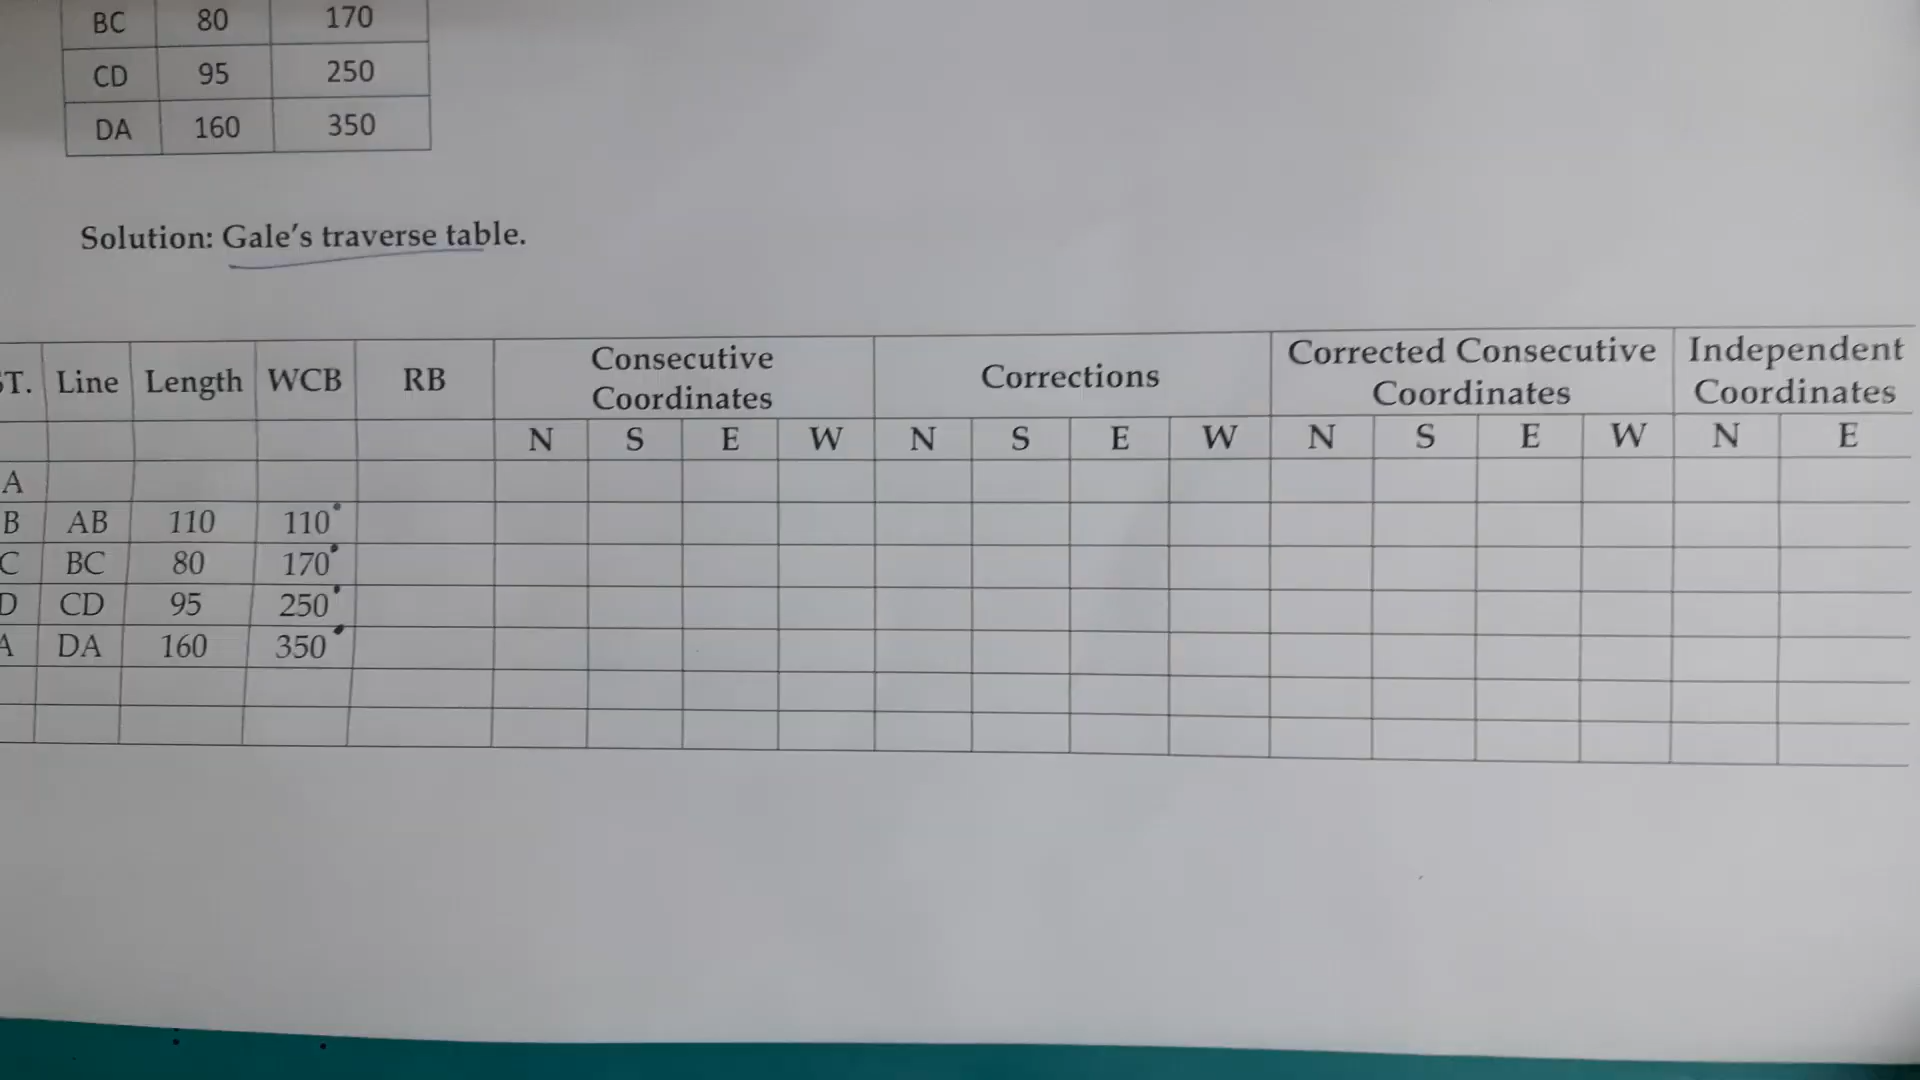 BC 80 170
CD 95 250
DA 160 350
Solution: Gale's traverse table.
ST. Line Length WCB RB Consecutive Coordinates Corrections Corrected Consecutive Coordinates Independent Coordinates
N S E W N S E W N S E W N E
A
B AB 110 110°
C BC 80 170°
D CD 95 250°
A DA 160 350°